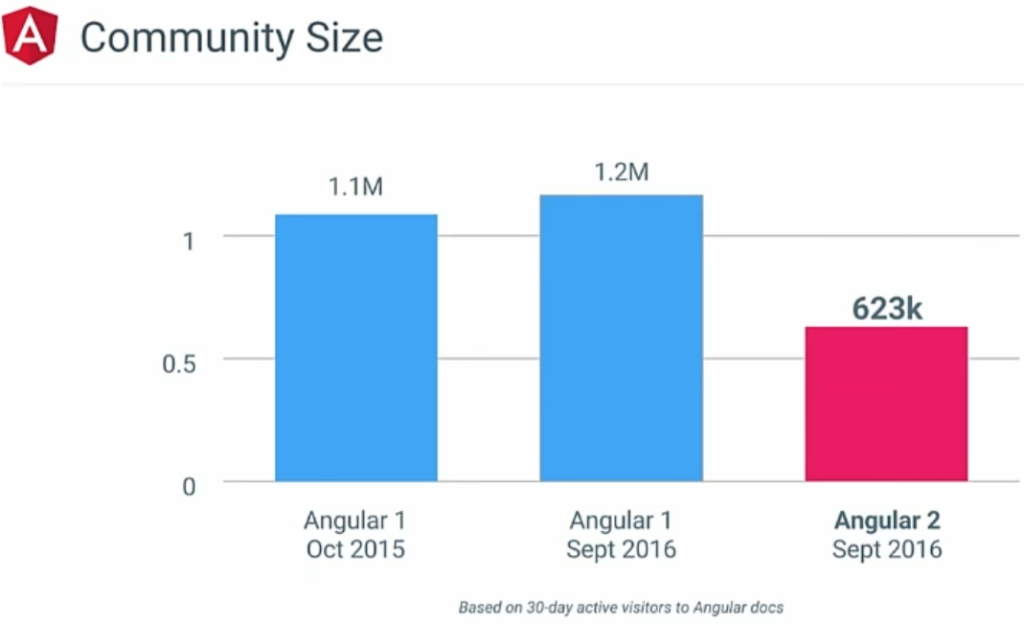 Community Size
1.1M
1.2M
623k
1
0.5
0
Angular 1
Oct 2015
Angular 1
Sept 2016
Angular 2
Sept 2016
Based on 30-day active visitors to Angular docs